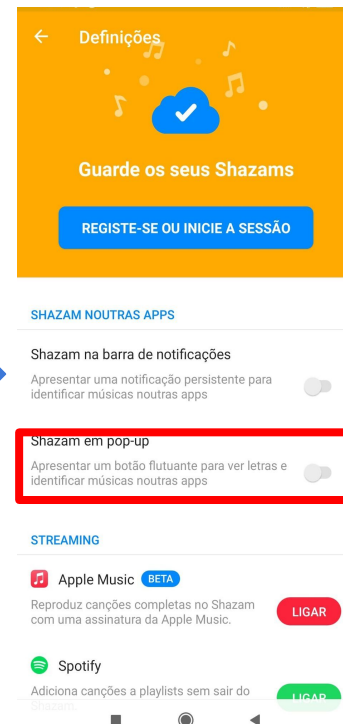 Definições
Guarde os seus Shazams
REGISTE-SE OU INICIE A SESSÃO
SHAZAM NOUTRAS APPS
Shazam na barra de notificações
Apresentar uma notificação persistente para
identificar músicas noutras apps
Shazam em pop-up
Apresentar um botão flutuante para ver letras e
identificar músicas noutras apps
STREAMING
Apple Music BETA
Reproduz canções completas no Shazam
com uma assinatura da Apple Music.
LIGAR
Spotify
Adiciona canções a playlists sem sair do
Shazam.
LIGAR